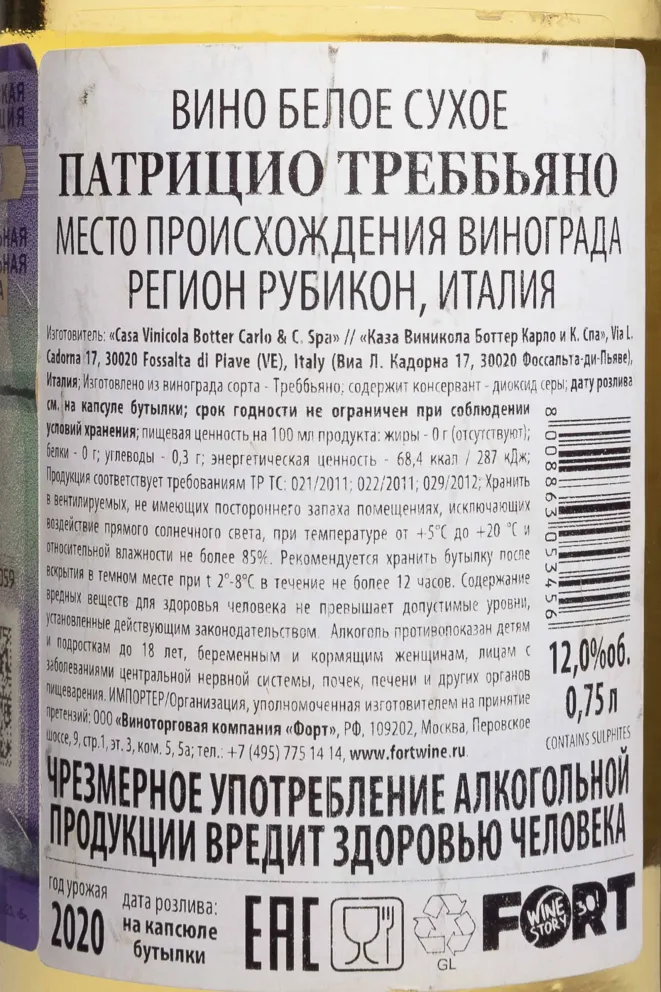 ВИНО БЕЛОЕ СУХОЕ
ПАТРИЦИО ТРЕББЬЯНО
МЕСТО ПРОИСХОЖДЕНИЯ ВИНОГРАДА
РЕГИОН РУБИКОН, ИТАЛИЯ
Изготовитель: «Casa Vinicola Botter Carlo & C. Spa» // «Каза Виникола Боттер Карло и К. Спа», Via L.
Cadorna 17, 30020 Fossalta di Piave (VE), Italy (Виа Л. Кадорна 17, 30020 Фоссальта-ди-Пьяве),
Италия; Изготовлено из винограда сорта - Треббьяно; содержит консервант - диоксид серы; дату розлива
см. на капсуле бутылки; срок годности не ограничен при соблюдении
условий хранения; пищевая ценность на 100 мл продукта: жиры - 0 г (отсутствуют);
белки - 0 г; углеводы - 0,3 г; энергетическая ценность - 68,4 ккал / 287 кДж;
Продукция соответствует требованиям ТР ТС: 021/2011; 022/2011; 029/2012; Хранить
в вентилируемых, не имеющих постороннего запаха помещениях, исключающих
воздействие прямого солнечного света, при температуре от +5°C до +20 °C и
относительной влажности не более 85%. Рекомендуется хранить бутылку после
вскрытия в темном месте при t 2°-8°C в течение не более 12 часов. Содержание
вредных веществ для здоровья человека не превышает допустимые уровни,
установленные действующим законодательством. Алкоголь противопоказан детям
и подросткам до 18 лет, беременным и кормящим женщинам, лицам с
заболеваниями центральной нервной системы, почек, печени и других органов
пищеварения. ИМПОРТЕР/Организация, уполномоченная изготовителем на принятие
претензий: ООО «Виноторговая компания «Форт», РФ, 109202, Москва, Перовское
шоссе, 9, стр.1, эт. 3, ком. 5, 5а; тел.: +7 (495) 775 14 14, www.fortwine.ru
8 008863 053456
12,0%об.
0,75 л
CONTAINS SULPHITES
ЧРЕЗМЕРНОЕ УПОТРЕБЛЕНИЕ АЛКОГОЛЬНОЙ
ПРОДУКЦИИ ВРЕДИТ ЗДОРОВЬЮ ЧЕЛОВЕКА
год урожая
2020
дата розлива:
на капсюле
бутылки
EAC
GL
FORT
WINE
STORY
30!
059